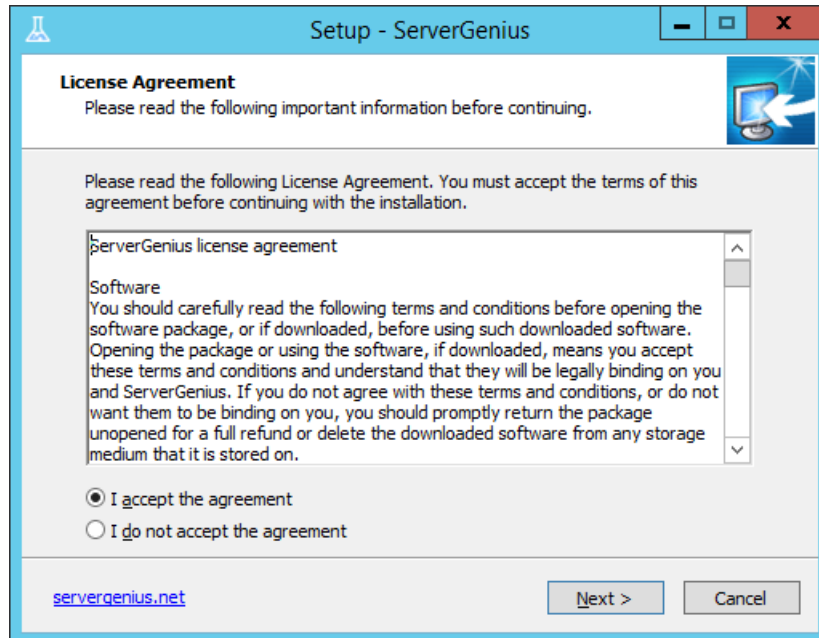 Setup - ServerGenius
License Agreement
Please read the following important information before continuing.
Please read the following License Agreement. You must accept the terms of this
agreement before continuing with the installation.
ServerGenius license agreement
Software
You should carefully read the following terms and conditions before opening the
software package, or if downloaded, before using such downloaded software.
Opening the package or using the software, if downloaded, means you accept
these terms and conditions and understand that they will be legally binding on you
and ServerGenius. If you do not agree with these terms and conditions, or do not
want them to be binding on you, you should promptly return the package
unopened for a full refund or delete the downloaded software from any storage
medium that it is stored on.
I accept the agreement
I do not accept the agreement
servergenius.net
Next >
Cancel